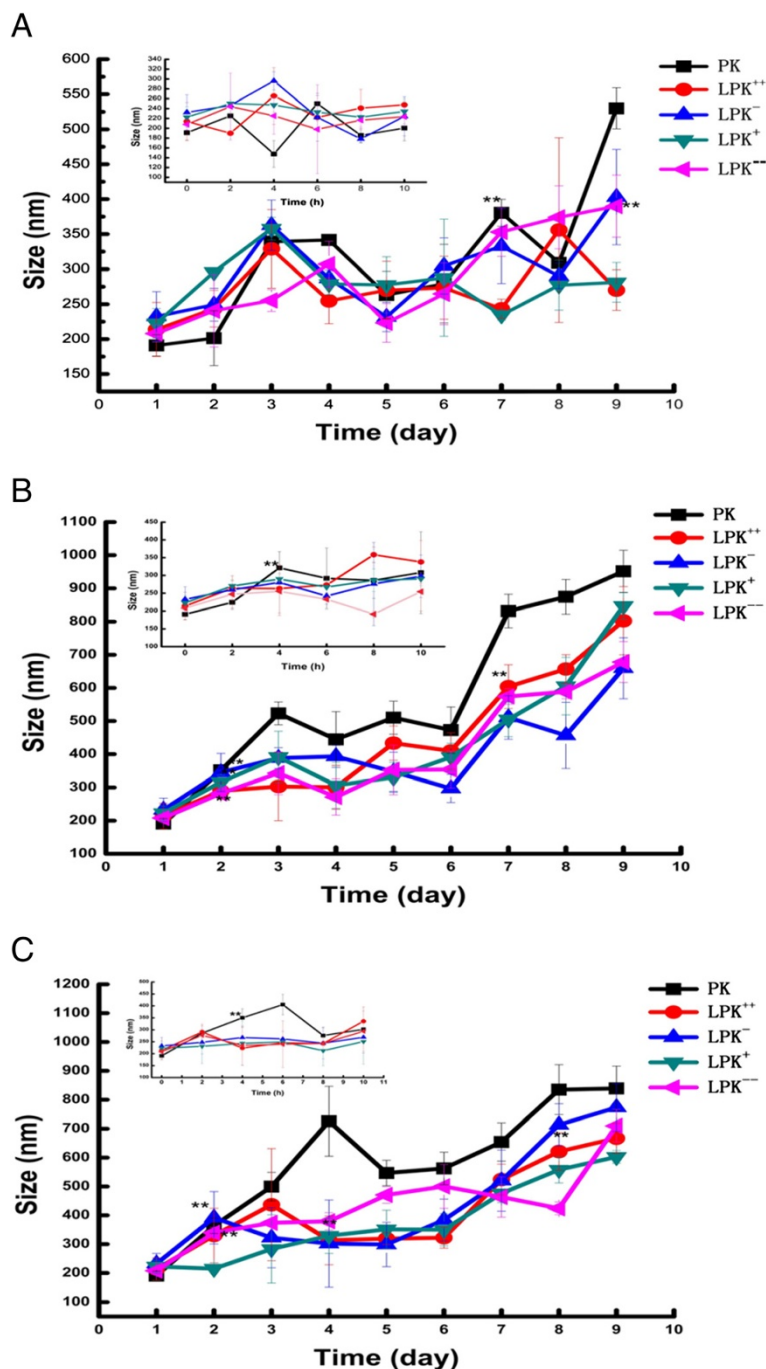 A
600
550
500
450
400
350
300
250
200
150
Size (nm)
0 1 2 3 4 5 6 7 8 9 10
Time (day)
PK
LPK++
LPK-
LPK+
LPK--
340
320
300
280
260
240
220
200
180
160
140
120
100
Size (nm)
0 2 4 6 8 10
Time (h)
**
**
B
1100
1000
900
800
700
600
500
400
300
200
100
Size (nm)
0 1 2 3 4 5 6 7 8 9 10
Time (day)
PK
LPK++
LPK-
LPK+
LPK--
450
400
350
300
250
200
150
100
Size (nm)
0 2 4 6 8 10
Time (h)
**
**
**
**
C
1200
1100
1000
900
800
700
600
500
400
300
200
100
Size (nm)
0 1 2 3 4 5 6 7 8 9 10
Time (day)
PK
LPK++
LPK-
LPK+
LPK--
500
450
400
350
300
250
200
150
100
Size (nm)
0 1 2 3 4 5 6 7 8 9 10 11
Time (h)
**
**
**
**
**